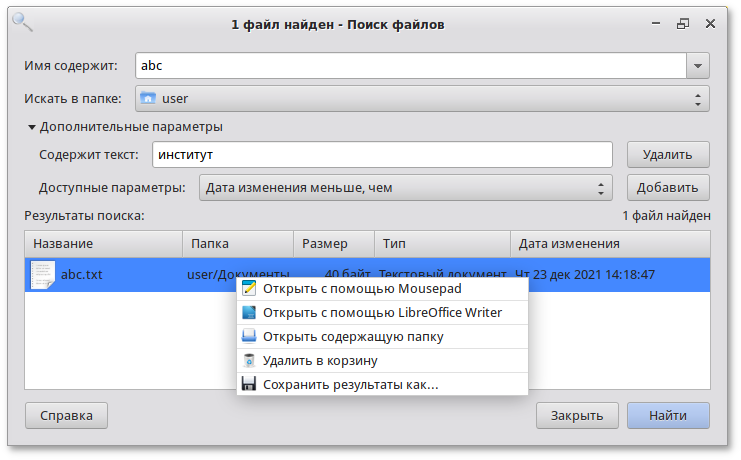 1 файл найден - Поиск файлов
Имя содержит: abc
Искать в папке: user
Дополнительные параметры
Содержит текст: институт Удалить
Доступные параметры: Дата изменения меньше, чем Добавить
Результаты поиска: 1 файл найден
Название Папка Размер Тип Дата изменения
abc.txt user/Документы 40 байт Текстовый документ Чт 23 дек 2021 14:18:47
Открыть с помощью Mousepad
Открыть с помощью LibreOffice Writer
Открыть содержащую папку
Удалить в корзину
Сохранить результаты как...
Справка Закрыть Найти